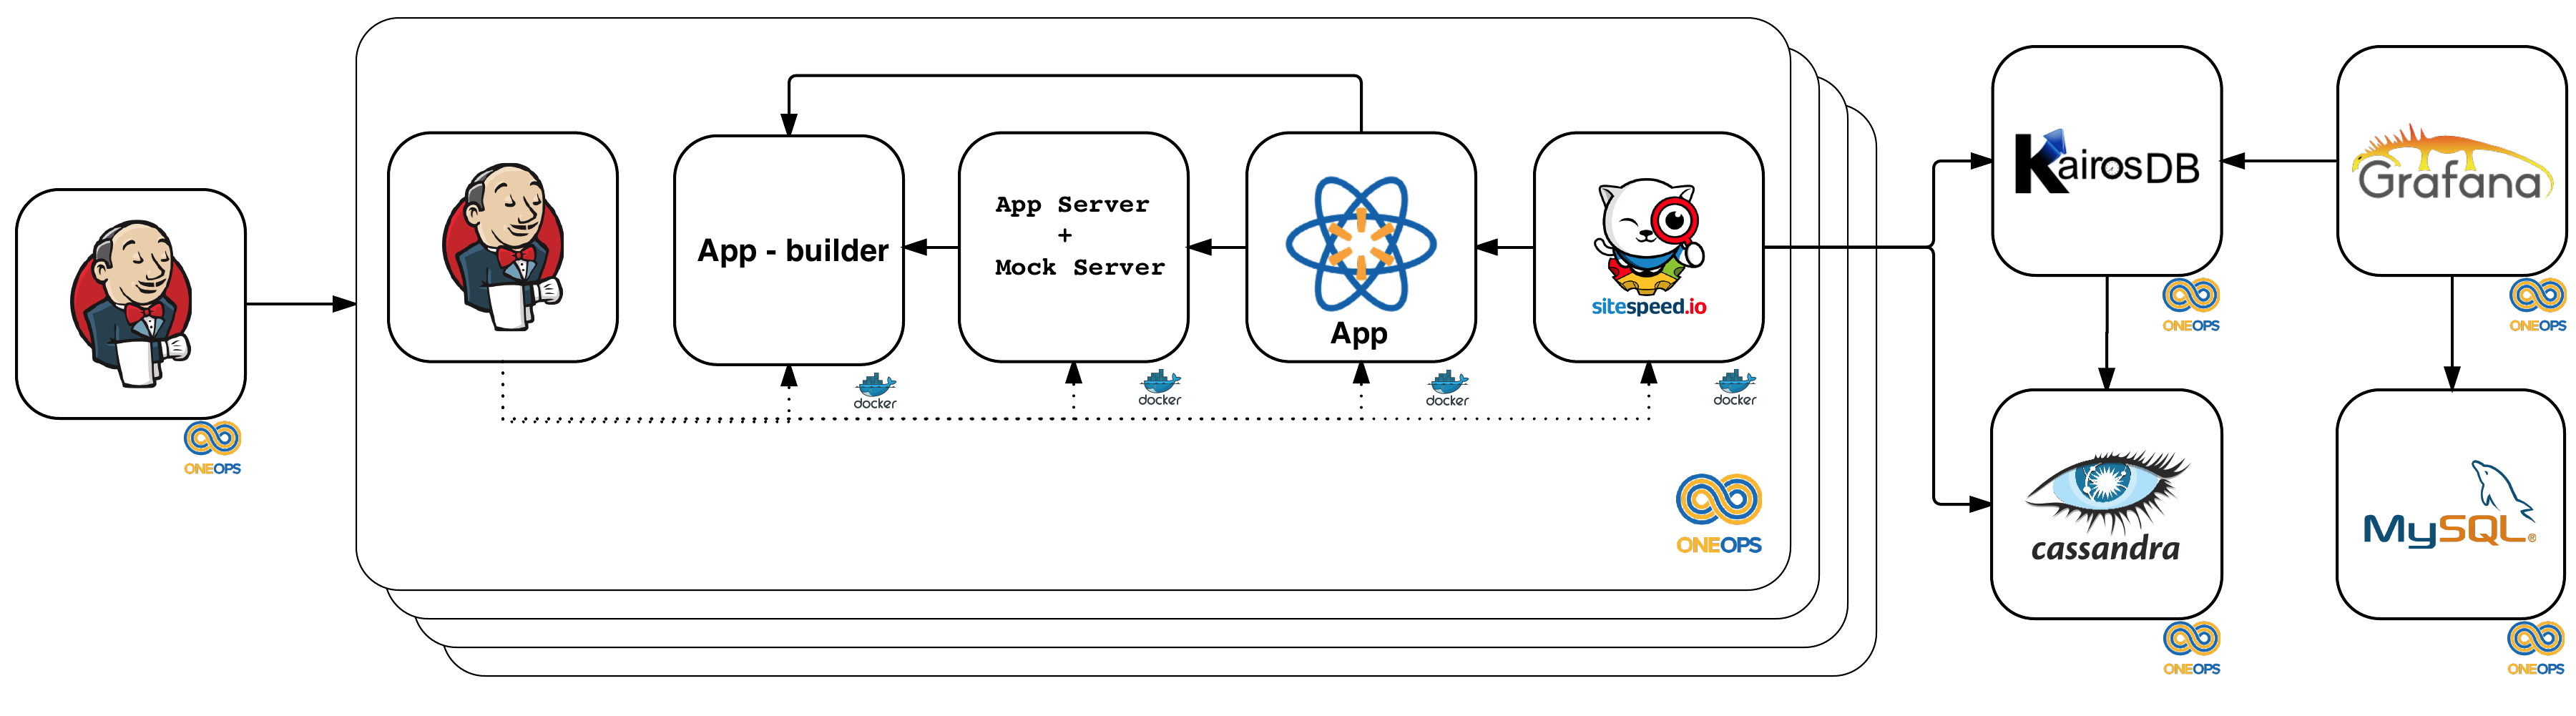 ONEOPS
App - builder
docker
App Server
+
Mock Server
docker
App
docker
sitespeed.io
docker
ONEOPS
KairosDB
ONEOPS
Grafana
ONEOPS
cassandra
ONEOPS
MySQL®
ONEOPS